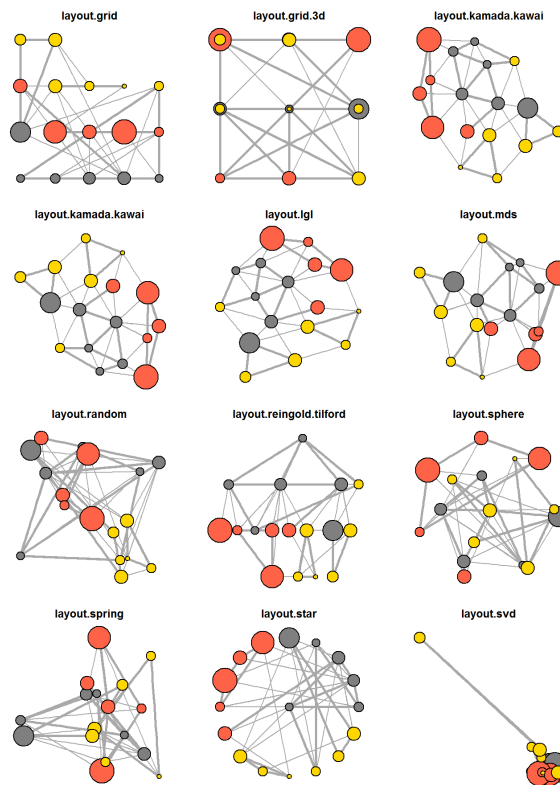 layout.grid
layout.grid.3d
layout.kamada.kawai
layout.kamada.kawai
layout.lgl
layout.mds
layout.random
layout.reingold.tilford
layout.sphere
layout.spring
layout.star
layout.svd